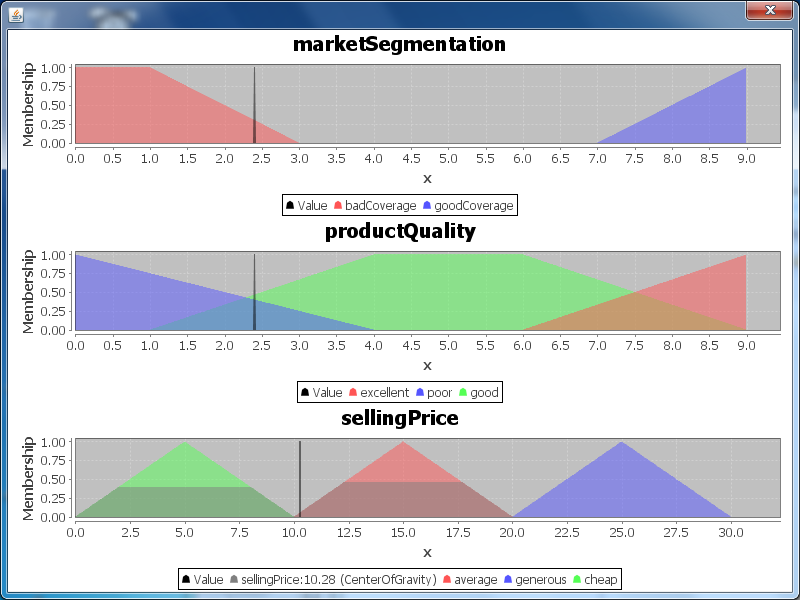 marketSegmentation
Membership
1.00
0.75
0.50
0.25
0.00
0.0 0.5 1.0 1.5 2.0 2.5 3.0 3.5 4.0 4.5 5.0 5.5 6.0 6.5 7.0 7.5 8.0 8.5 9.0
x
Value badCoverage goodCoverage
productQuality
Membership
1.00
0.75
0.50
0.25
0.00
0.0 0.5 1.0 1.5 2.0 2.5 3.0 3.5 4.0 4.5 5.0 5.5 6.0 6.5 7.0 7.5 8.0 8.5 9.0
x
Value excellent poor good
sellingPrice
Membership
1.00
0.75
0.50
0.25
0.00
0.0 2.5 5.0 7.5 10.0 12.5 15.0 17.5 20.0 22.5 25.0 27.5 30.0
x
Value sellingPrice:10.28 (CenterOfGravity) average generous cheap